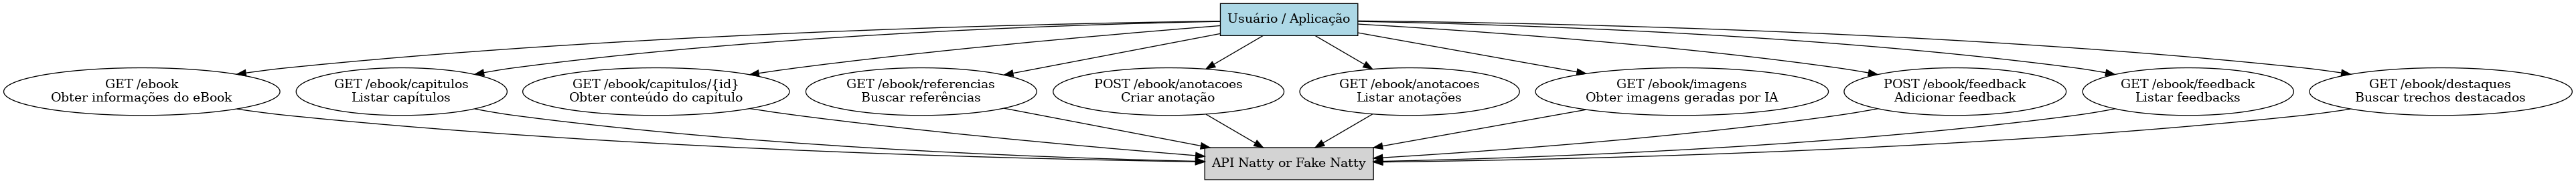 Usuário / Aplicação
GET /ebook
Obter informações do eBook
GET /ebook/capitulos
Listar capítulos
GET /ebook/capitulos/{id}
Obter conteúdo do capítulo
GET /ebook/referencias
Buscar referências
POST /ebook/anotacoes
Criar anotação
GET /ebook/anotacoes
Listar anotações
GET /ebook/imagens
Obter imagens geradas por IA
POST /ebook/feedback
Adicionar feedback
GET /ebook/feedback
Listar feedbacks
GET /ebook/destaques
Buscar trechos destacados
API Natty or Fake Natty